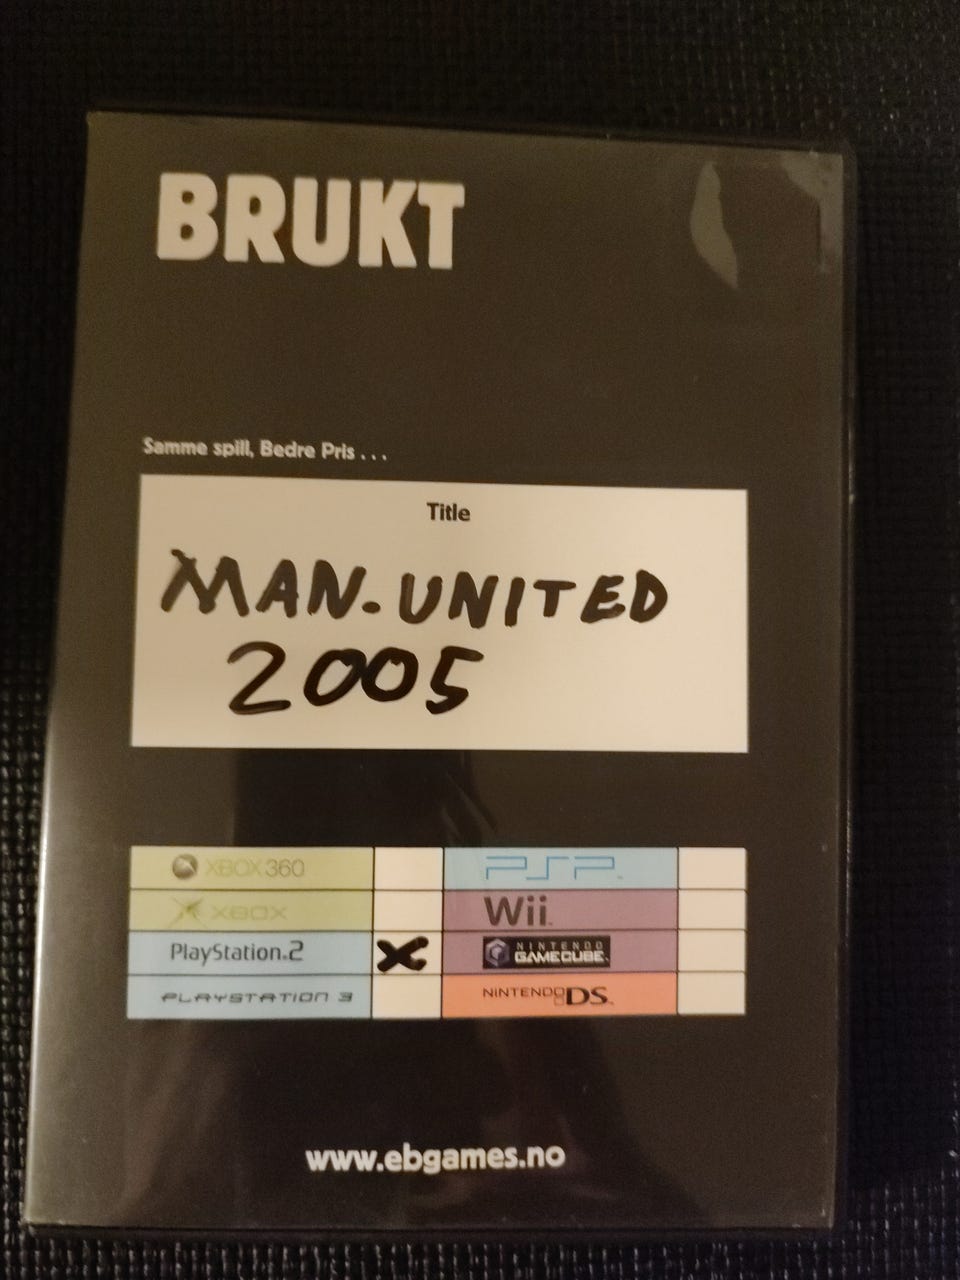 BRUKT
Samme spill, Bedre Pris . . .
Title
MAN. UNITED
2005
XBOX 360
PSP
XBOX
Wii
PlayStation.2 X
NINTENDO
GAMECUBE
PLAYSTATION 3
NINTENDO DS
www.ebgames.no